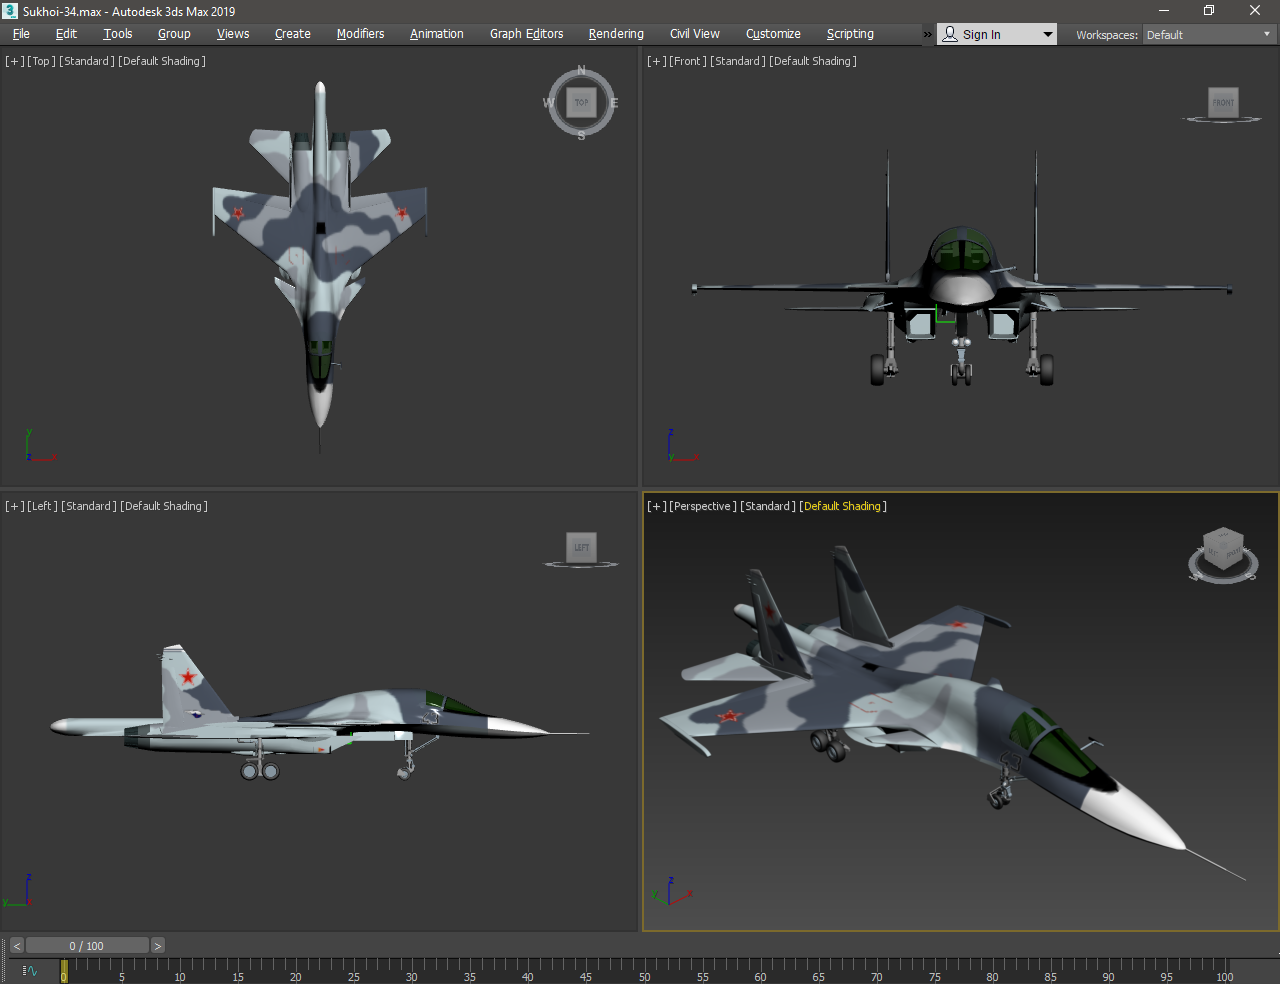 Sukhoi-34.max - Autodesk 3ds Max 2019
File Edit Tools Group Views Create Modifiers Animation Graph Editors Rendering Civil View Customize Scripting » Sign In Workspaces: Default
[+] [Top] [Standard] [Default Shading]
N
W TOP E
S
[+] [Front] [Standard] [Default Shading]
FRONT
y
z x
z
y x
[+] [Left] [Standard] [Default Shading]
LEFT
z
y
[+] [Perspective] [Standard] [Default Shading]
z
y x
< 0 / 100 >
0 5 10 15 20 25 30 35 40 45 50 55 60 65 70 75 80 85 90 95 100